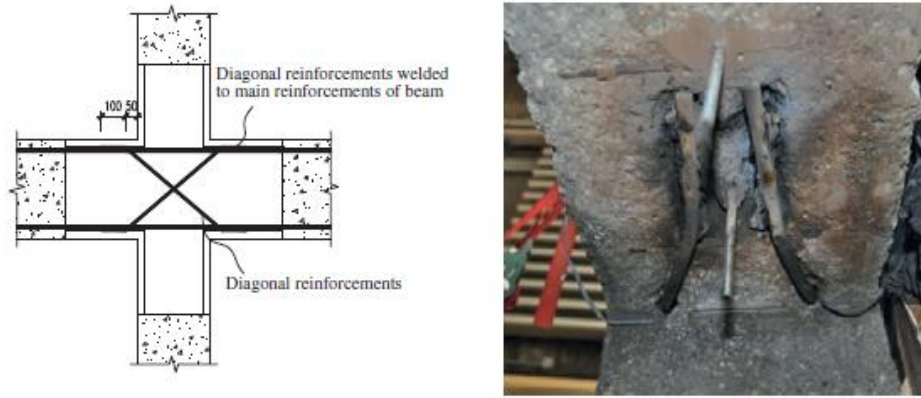 Diagonal reinforcements welded
to main reinforcements of beam
100 50
Diagonal reinforcements